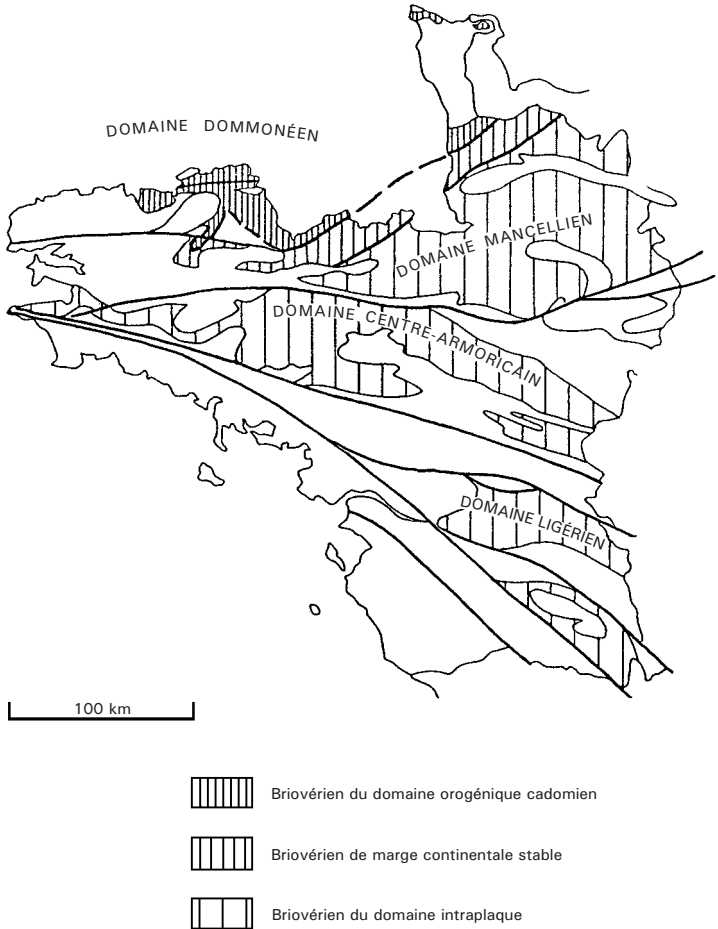 DOMAINE DOMMONÉEN
DOMAINE MANCELLIEN
DOMAINE CENTRE-ARMORICAIN
DOMAINE LIGÉRIEN
100 km
Briovérien du domaine orogénique cadomien
Briovérien de marge continentale stable
Briovérien du domaine intraplaque